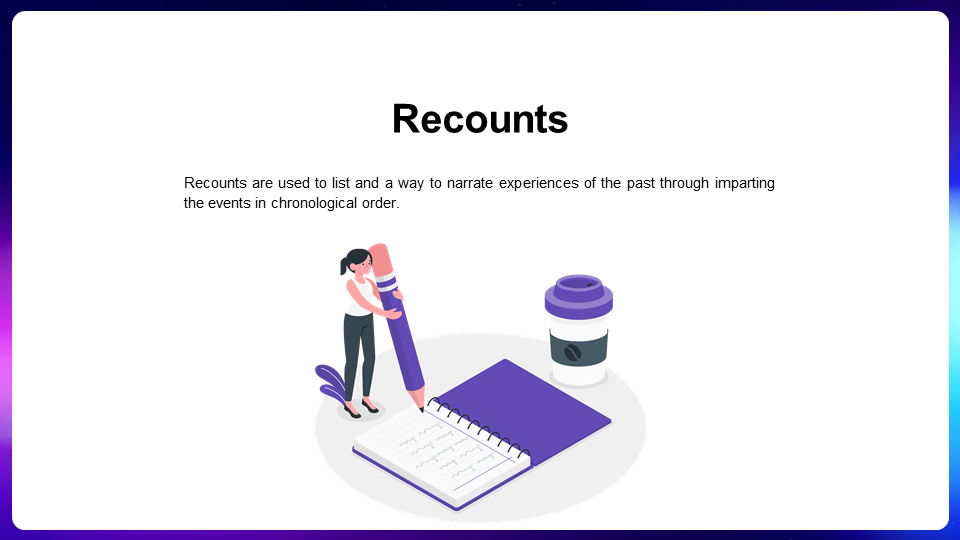 Recounts
Recounts are used to list and a way to narrate experiences of the past through imparting
the events in chronological order.